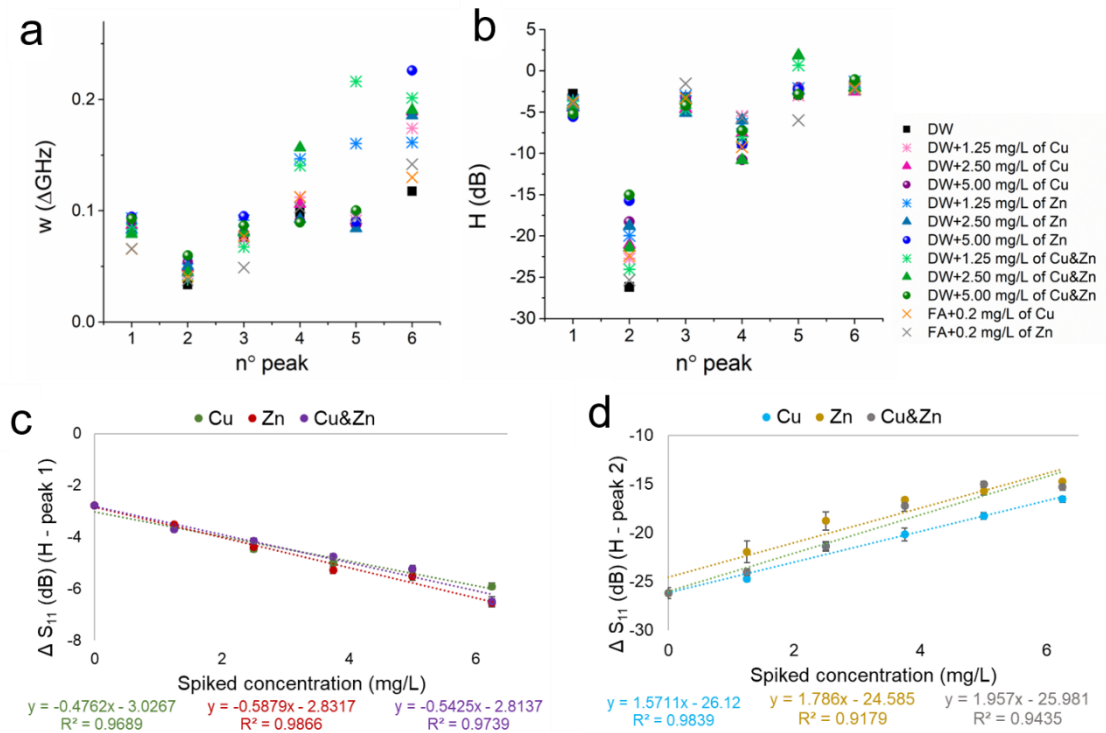 a
w (ΔGHz)
0.2
0.1
0.0
1 2 3 4 5 6
n° peak
b
H (dB)
5
0
-5
-10
-15
-20
-25
-30
1 2 3 4 5 6
n° peak
DW
DW+1.25 mg/L of Cu
DW+2.50 mg/L of Cu
DW+5.00 mg/L of Cu
DW+1.25 mg/L of Zn
DW+2.50 mg/L of Zn
DW+5.00 mg/L of Zn
DW+1.25 mg/L of Cu&Zn
DW+2.50 mg/L of Cu&Zn
DW+5.00 mg/L of Cu&Zn
FA+0.2 mg/L of Cu
FA+0.2 mg/L of Zn
c
Cu Zn Cu&Zn
Δ S11 (dB) (H - peak 1)
0
-2
-4
-6
-8
0 2 4 6
Spiked concentration (mg/L)
y = -0.4762x - 3.0267
R² = 0.9689
y = -0.5879x - 2.8317
R² = 0.9866
y = -0.5425x - 2.8137
R² = 0.9739
d
Cu Zn Cu&Zn
Δ S11 (dB) (H - peak 2)
-10
-15
-20
-25
-30
0 2 4 6
Spiked concentration (mg/L)
y = 1.5711x - 26.12
R² = 0.9839
y = 1.786x - 24.585
R² = 0.9179
y = 1.957x - 25.981
R² = 0.9435